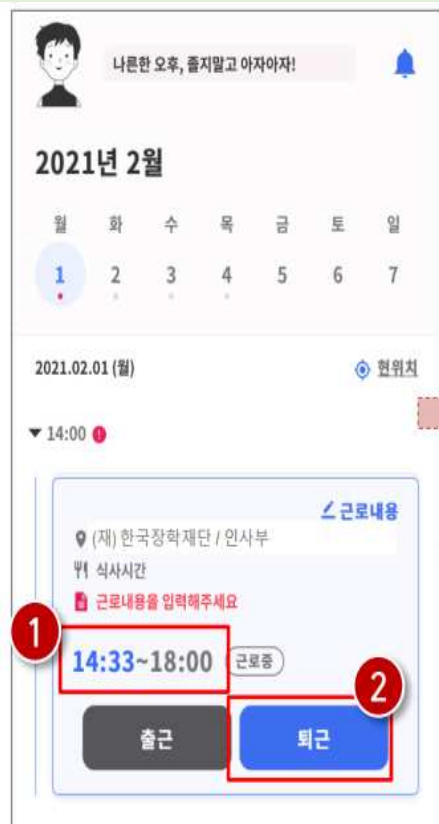 나른한 오후, 졸지말고 아자아자!
2021년 2월
월 화 수 목 금 토 일
1 2 3 4 5 6 7
2021.02.01 (월) 현위치
14:00
근로내용
(재) 한국장학재단 / 인사부
식사시간
근로내용을 입력해주세요
1
14:33~18:00 근로중
2
출근 퇴근